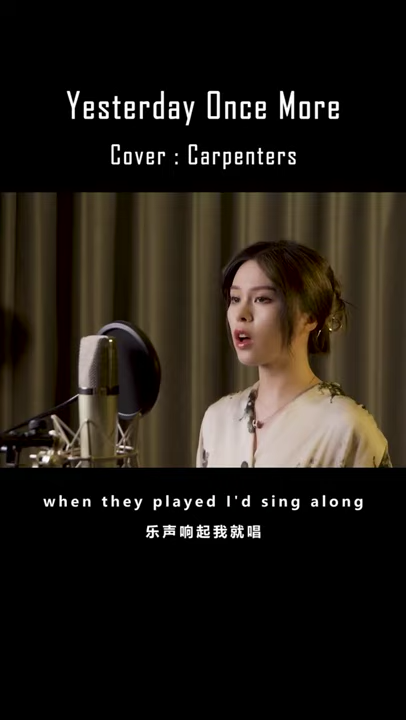 Yesterday Once More
Cover : Carpenters
when they played I'd sing along
乐声响起我就唱